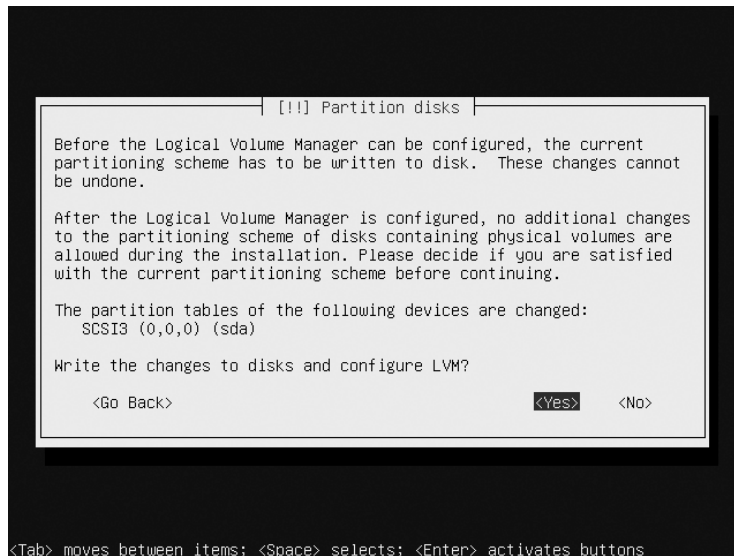 [!!] Partition disks
Before the Logical Volume Manager can be configured, the current
partitioning scheme has to be written to disk.  These changes cannot
be undone.
After the Logical Volume Manager is configured, no additional changes
to the partitioning scheme of disks containing physical volumes are
allowed during the installation. Please decide if you are satisfied
with the current partitioning scheme before continuing.
The partition tables of the following devices are changed:
SCSI3 (0,0,0) (sda)
Write the changes to disks and configure LVM?
<Go Back> <Yes> <No>
<Tab> moves between items; <Space> selects; <Enter> activates buttons